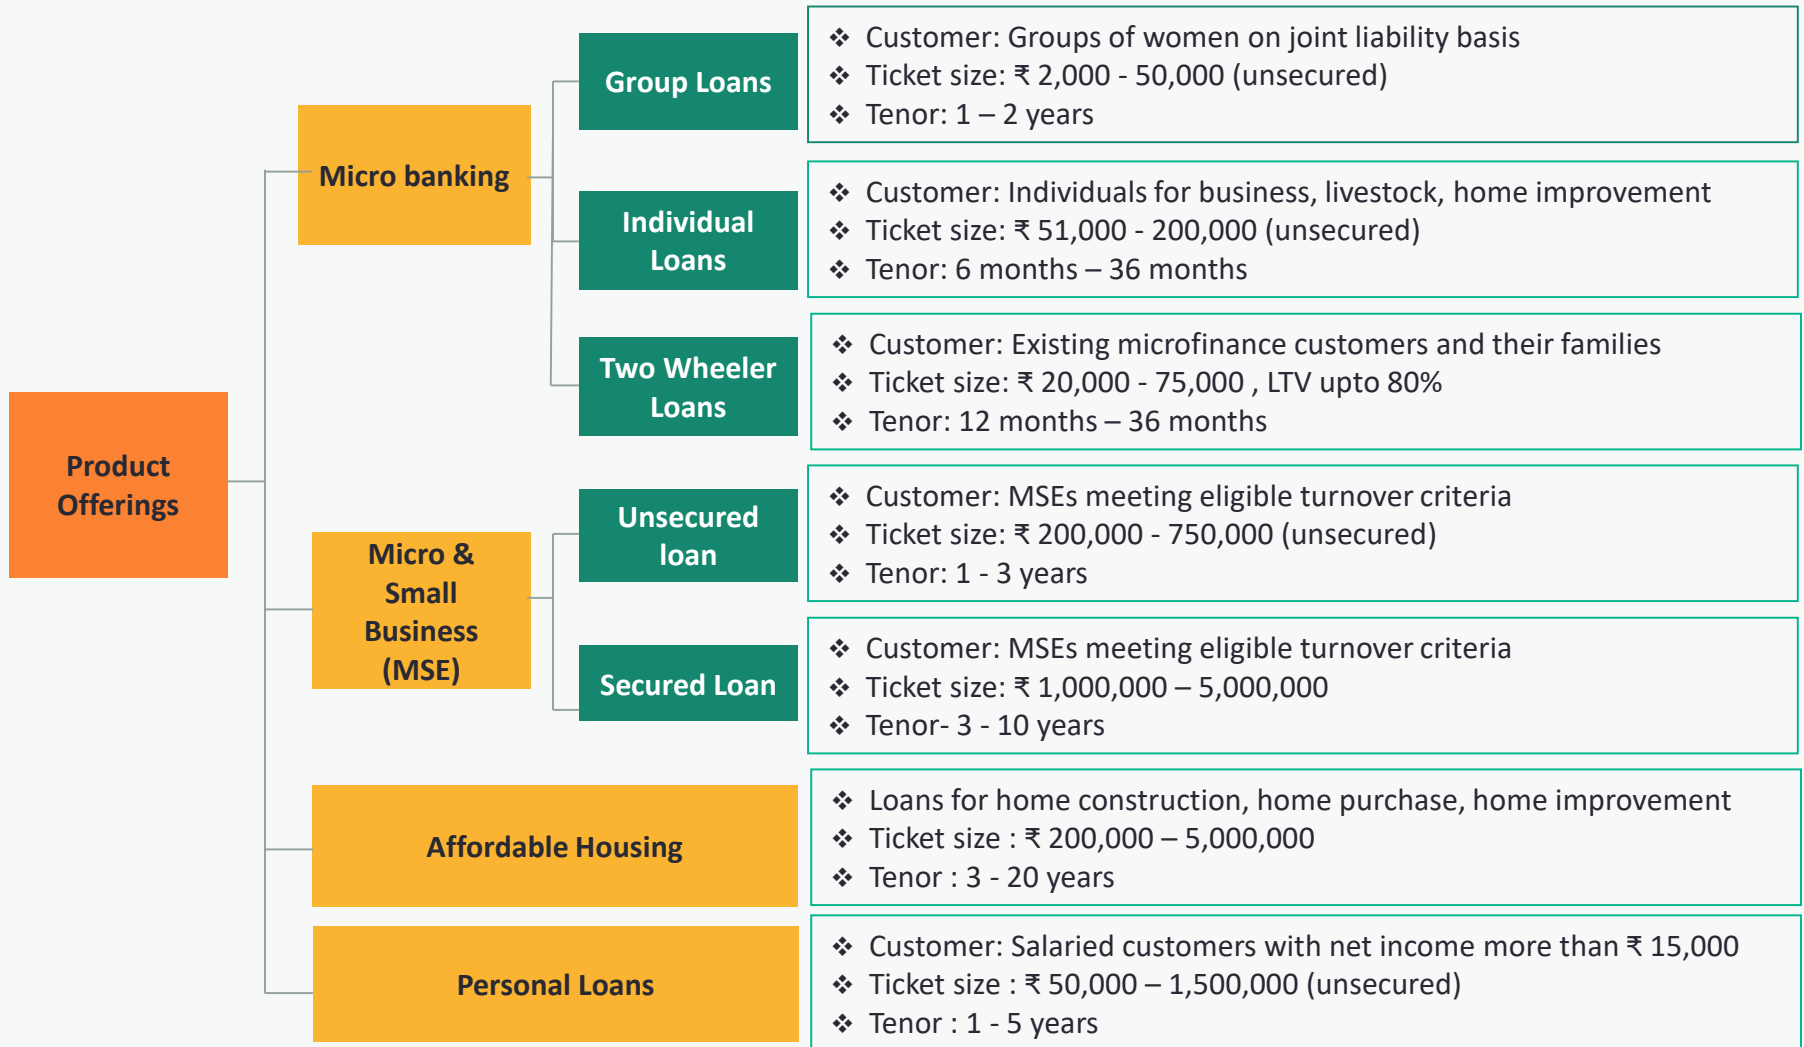 Product
Offerings
Micro banking
Group Loans
❖ Customer: Groups of women on joint liability basis
❖ Ticket size: ₹ 2,000 - 50,000 (unsecured)
❖ Tenor: 1 – 2 years
Individual
Loans
❖ Customer: Individuals for business, livestock, home improvement
❖ Ticket size: ₹ 51,000 - 200,000 (unsecured)
❖ Tenor: 6 months – 36 months
Two Wheeler
Loans
❖ Customer: Existing microfinance customers and their families
❖ Ticket size: ₹ 20,000 - 75,000 , LTV upto 80%
❖ Tenor: 12 months – 36 months
Micro &
Small
Business
(MSE)
Unsecured
loan
❖ Customer: MSEs meeting eligible turnover criteria
❖ Ticket size: ₹ 200,000 - 750,000 (unsecured)
❖ Tenor: 1 - 3 years
Secured Loan
❖ Customer: MSEs meeting eligible turnover criteria
❖ Ticket size: ₹ 1,000,000 – 5,000,000
❖ Tenor- 3 - 10 years
Affordable Housing
❖ Loans for home construction, home purchase, home improvement
❖ Ticket size : ₹ 200,000 – 5,000,000
❖ Tenor : 3 - 20 years
Personal Loans
❖ Customer: Salaried customers with net income more than ₹ 15,000
❖ Ticket size : ₹ 50,000 – 1,500,000 (unsecured)
❖ Tenor : 1 - 5 years